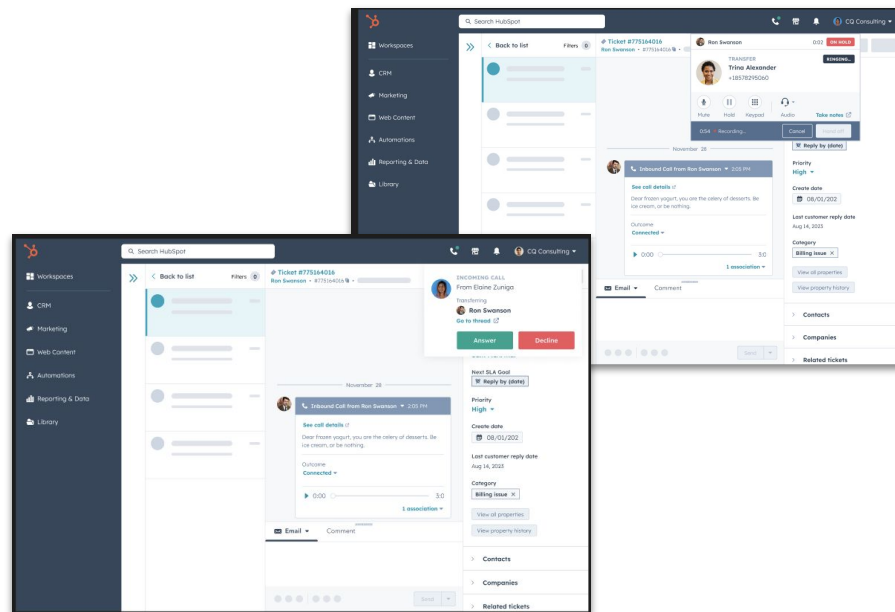 Search HubSpot
CQ Consulting
Workspaces
CRM
Marketing
Web Content
Automations
Reporting & Data
Library
Back to list
Filters 0
Ticket #775164016
Ron Swanson • #775164016
Ron Swanson
0:02 ON HOLD
TRANSFER
RINGING...
Trina Alexander
+18578295060
Mute Hold Keypad Audio Take notes
0:04 • Recording...
Cancel
November 28
Inbound Call from Ron Swanson 2:05 PM
See call details
Dear frozen yogurt, you are the celery of desserts. Be
ice cream, or be nothing.
Outcome
Connected
0:00 3:0
1 association
Email Comment
Send
Reply by (date)
Priority
High
Create date
08/01/202
Last customer reply date
Aug 14, 2023
Category
Billing issue ×
View all properties
View property history
Contacts
Companies
Related tickets
Search HubSpot
CQ Consulting
Workspaces
CRM
Marketing
Web Content
Automations
Reporting & Data
Library
Back to list
Filters 0
Ticket #775164016
Ron Swanson • #775164016
INCOMING CALL
From Elaine Zuniga
Transferring
Ron Swanson
Go to thread
Answer Decline
November 28
Inbound Call from Ron Swanson 2:05 PM
See call details
Dear frozen yogurt, you are the celery of desserts. Be
ice cream, or be nothing.
Outcome
Connected
0:00 3:0
1 association
Email Comment
Send
Next SLA Goal
Reply by (date)
Priority
High
Create date
08/01/202
Last customer reply date
Aug 14, 2023
Category
Billing issue ×
View all properties
View property history
Contacts
Companies
Related tickets